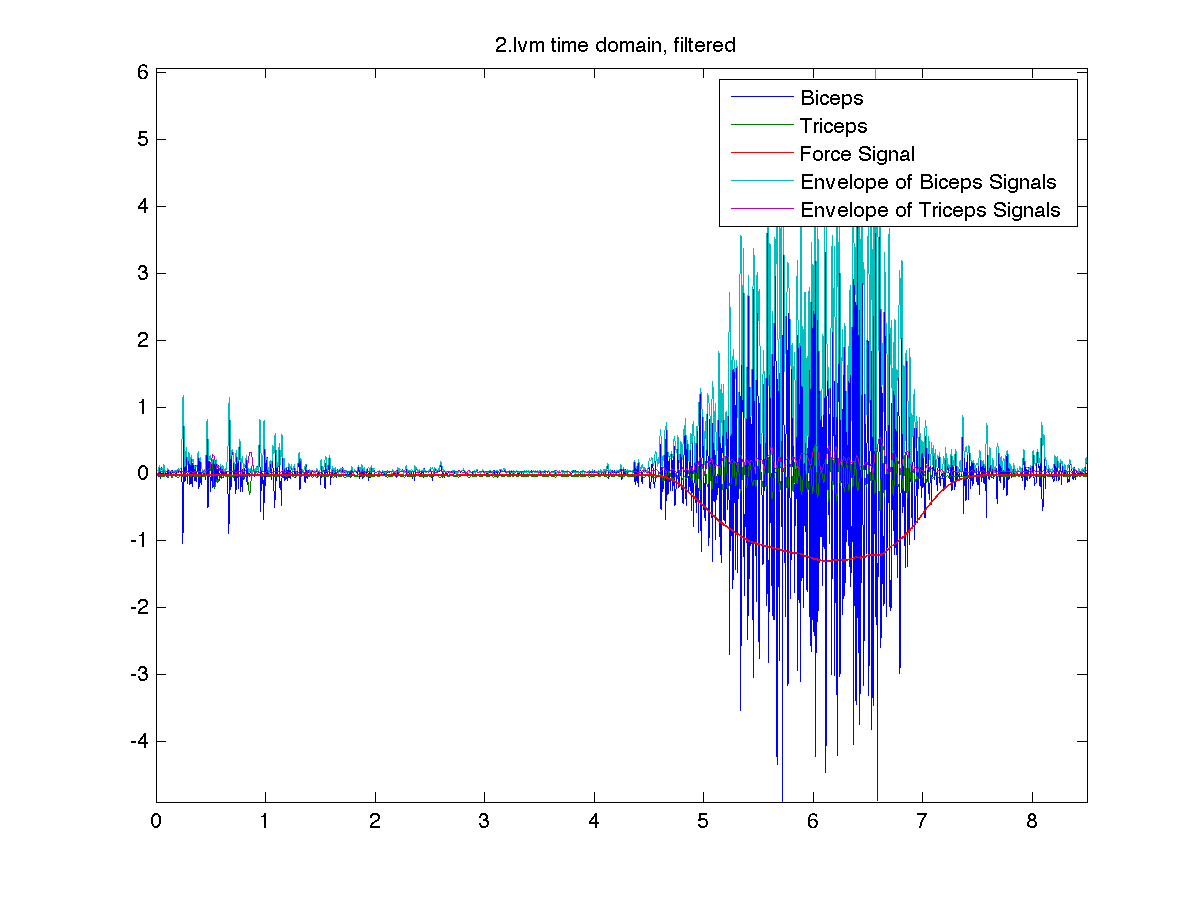 2.lvm time domain, filtered
6
5
4
3
2
1
0
-1
-2
-3
-4
0 1 2 3 4 5 6 7 8
Biceps
Triceps
Force Signal
Envelope of Biceps Signals
Envelope of Triceps Signals